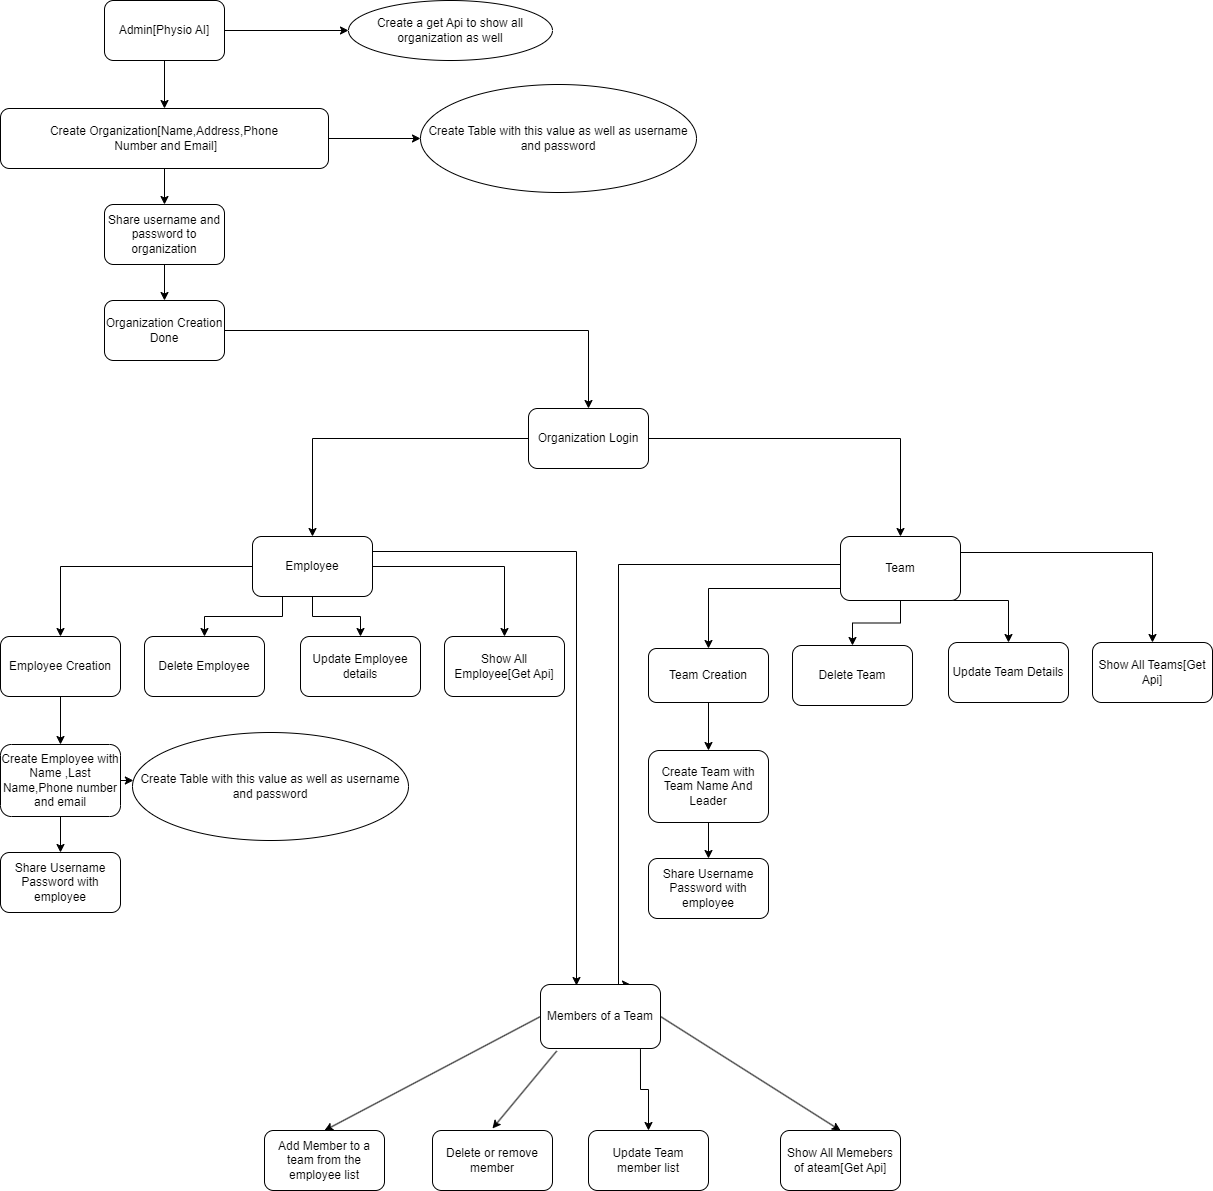 Admin[Physio AI]
Create a get Api to show all
organization as well
Create Organization[Name,Address,Phone
Number and Email]
Create Table with this value as well as username
and password
Share username and
password to
organization
Organization Creation
Done
Organization Login
Employee
Team
Employee Creation
Delete Employee
Update Employee
details
Show All
Employee[Get Api]
Team Creation
Delete Team
Update Team Details
Show All Teams[Get
Api]
Create Employee with
Name ,Last
Name,Phone number
and email
Create Table with this value as well as username
and password
Create Team with
Team Name And
Leader
Share Username
Password with
employee
Share Username
Password with
employee
Members of a Team
Add Member to a
team from the
employee list
Delete or remove
member
Update Team
member list
Show All Memebers
of ateam[Get Api]